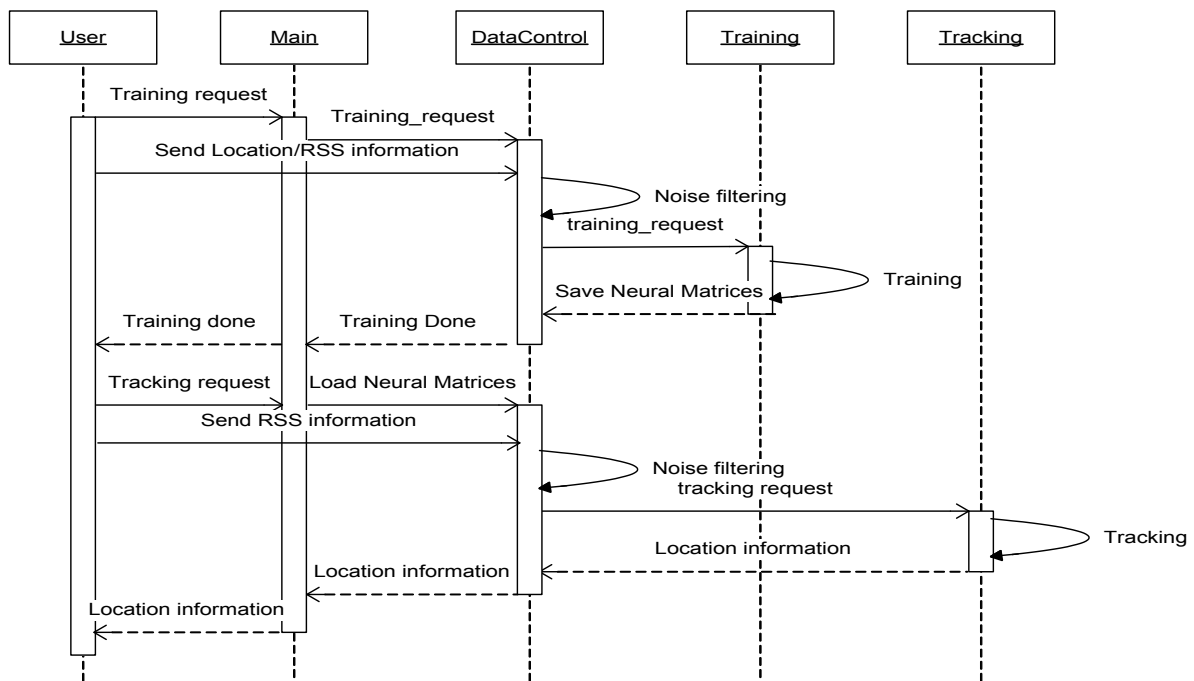 User
Main
DataControl
Training
Tracking
Training request
Training_request
Send Location/RSS information
Noise filtering
training_request
Training
Save Neural Matrices
Training done
Training Done
Tracking request
Load Neural Matrices
Send RSS information
Noise filtering
tracking request
Tracking
Location information
Location information
Location information